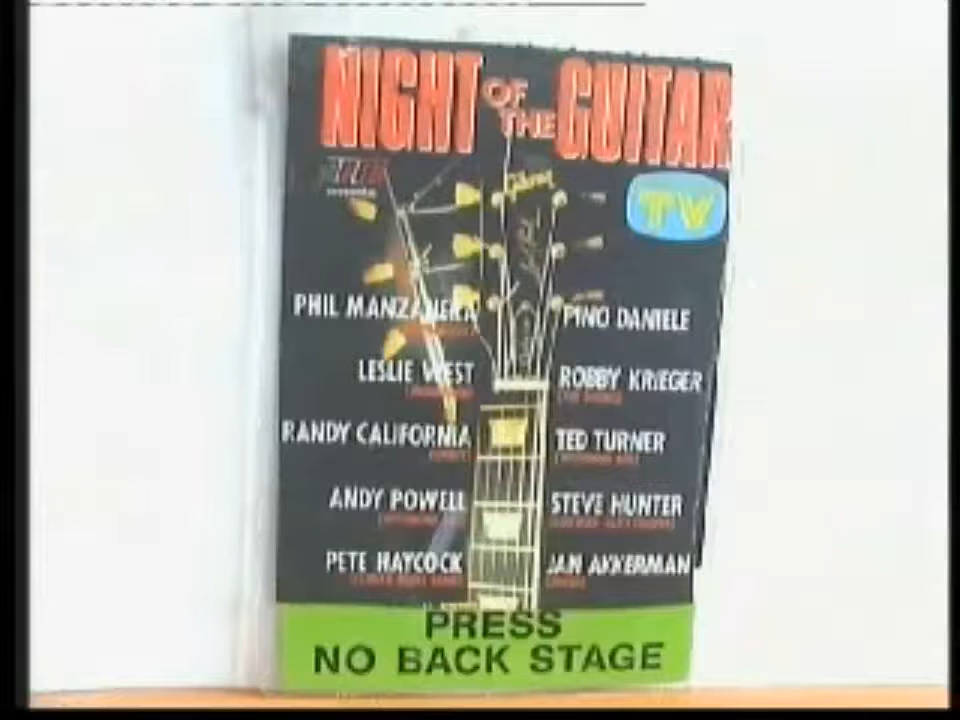 NIGHT OF THE GUITAR
TV
Gibson
PHIL MANZANERA
PINO DANIELE
LESLIE WEST
ROBBY KRIEGER
RANDY CALIFORNIA
TED TURNER
ANDY POWELL
STEVE HUNTER
PETE HAYCOCK
JAN AKKERMAN
PRESS
NO BACK STAGE